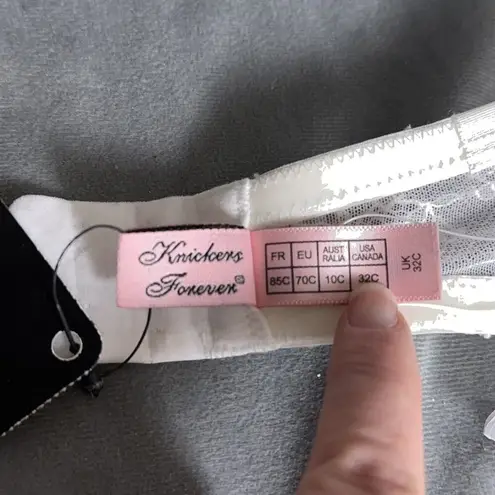 Knickers
Forever®
FR EU AUST RALIA USA CANADA
85C 70C 10C 32C
UK 32C